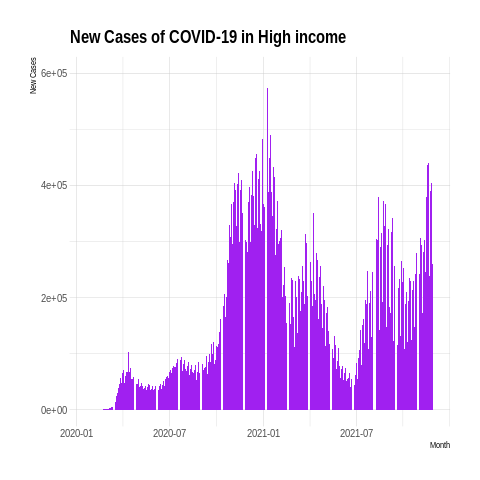 New Cases of COVID-19 in High income
New Cases
6e+05
4e+05
2e+05
0e+00
2020-01
2020-07
2021-01
2021-07
Month